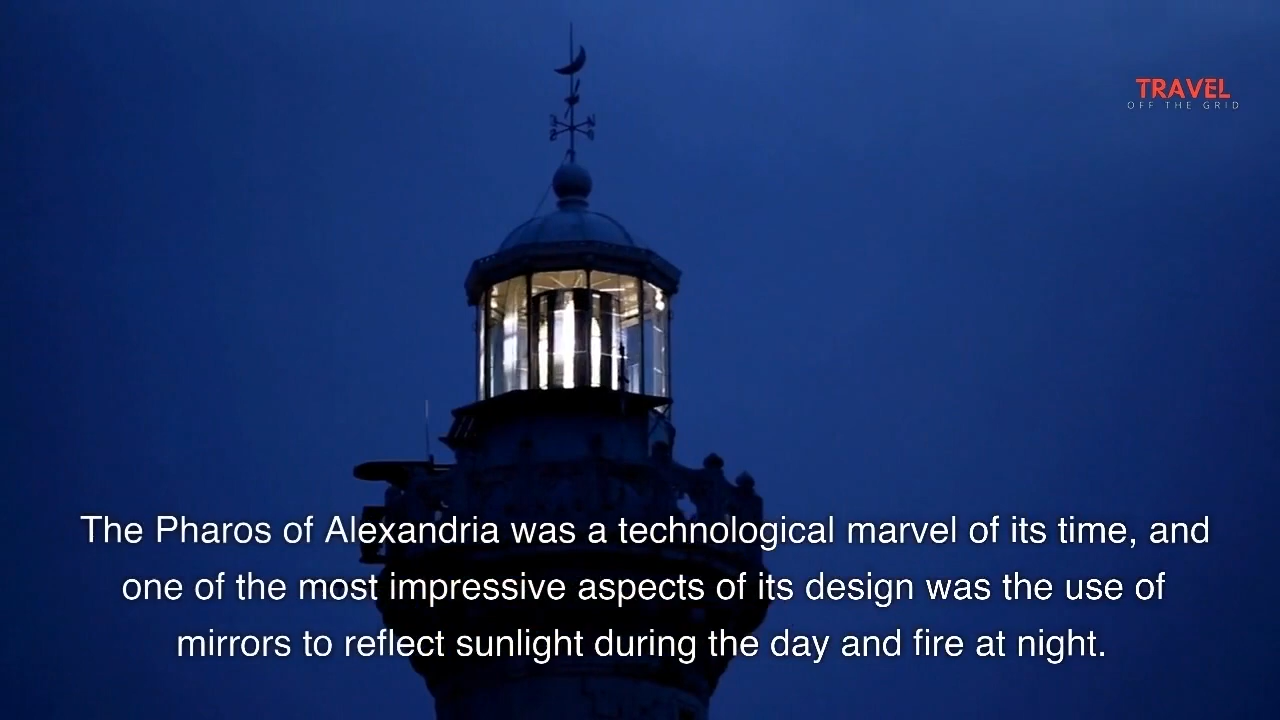 TRAVEL
OFF THE GRID
The Pharos of Alexandria was a technological marvel of its time, and
one of the most impressive aspects of its design was the use of
mirrors to reflect sunlight during the day and fire at night.